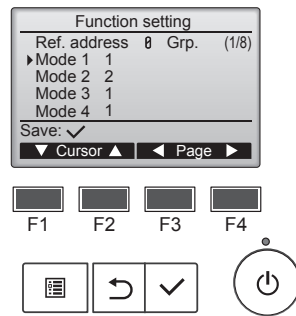 Function setting
Ref. address 0 Grp. (1/8)
Mode 1 1
Mode 2 2
Mode 3 1
Mode 4 1
Save: ✓
▼ Cursor ▲ ◀ Page ▶
F1 F2 F3 F4